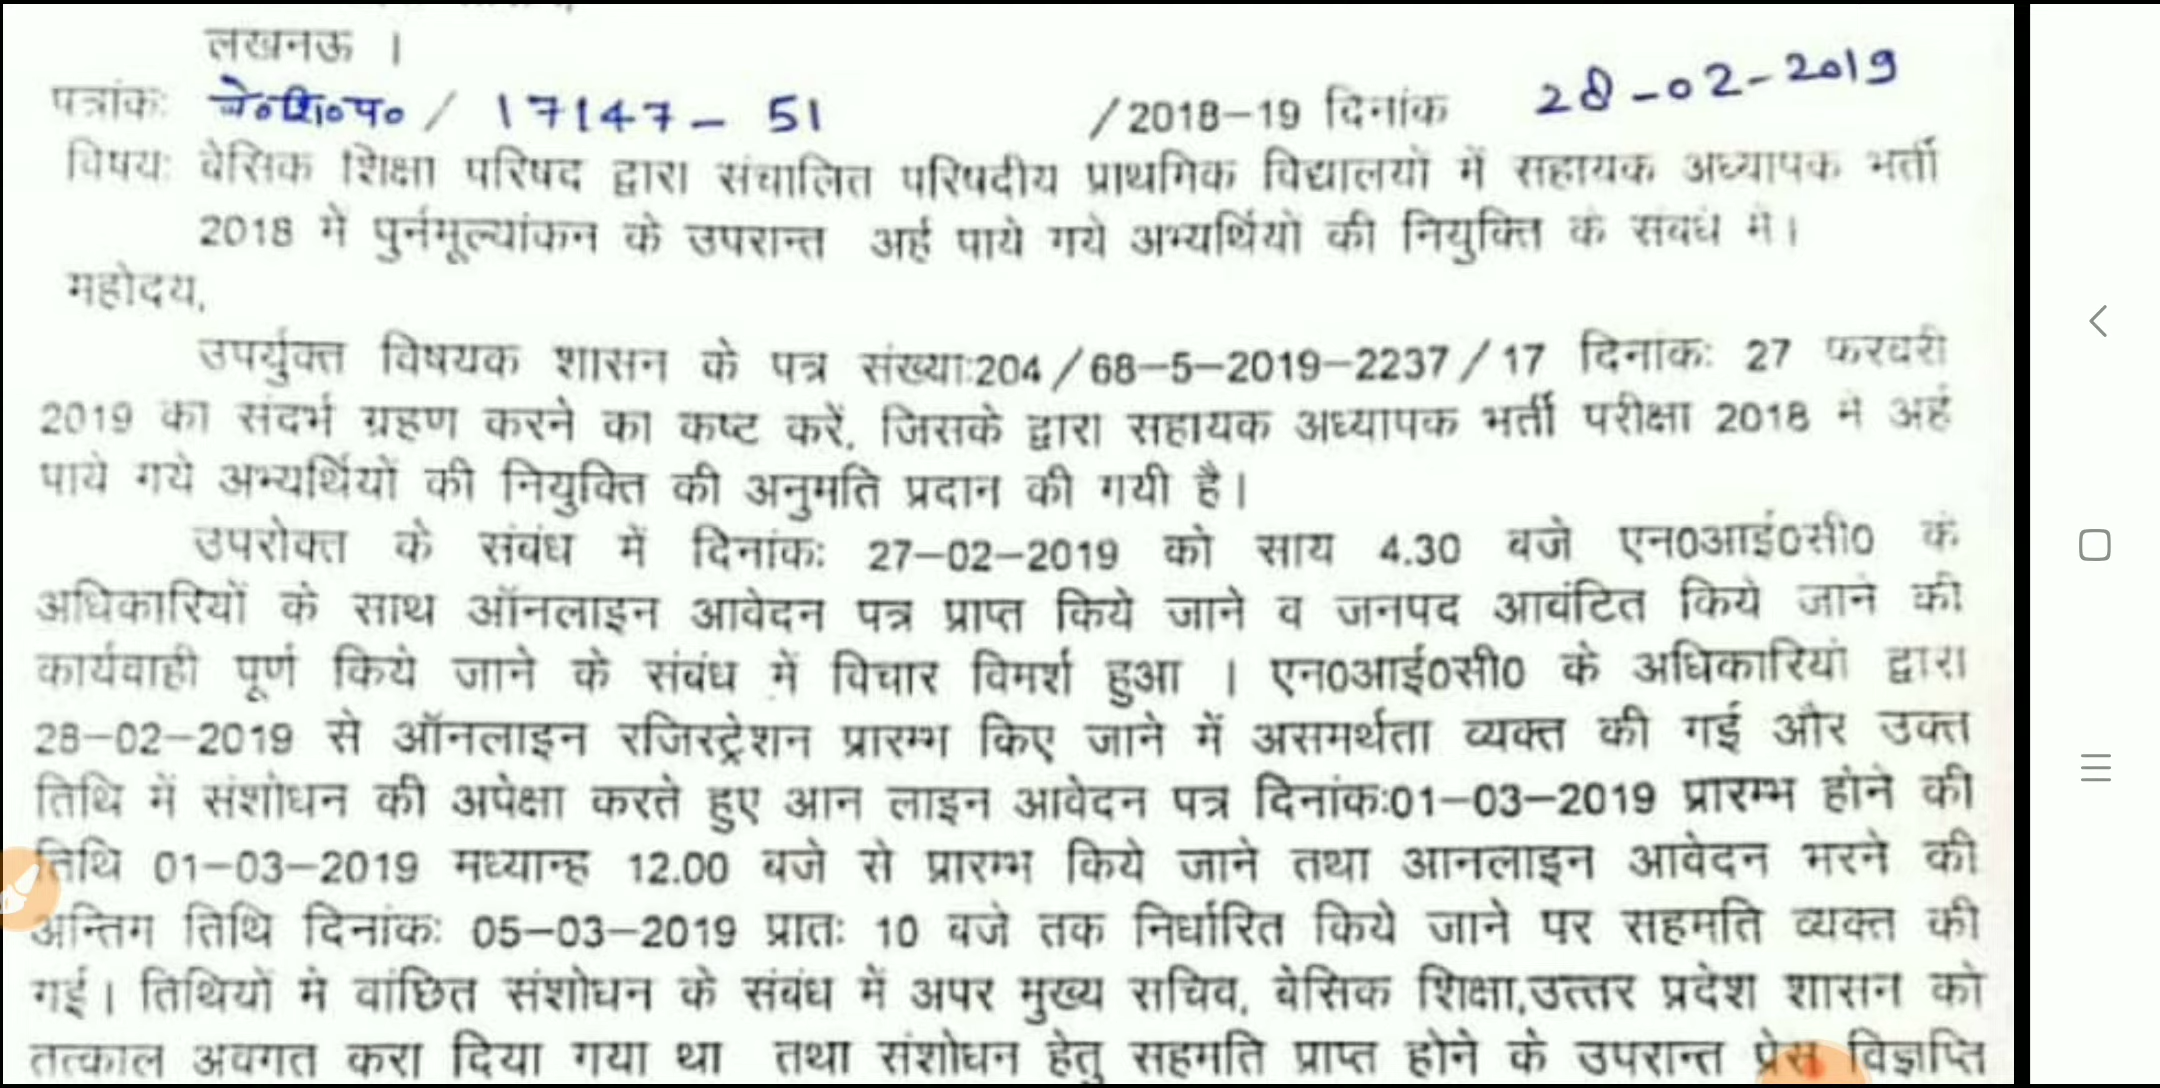 लखनऊ ।
पत्रांकः बे०शि०प० / 17147 – 51 /2018–19 दिनांक 28-02-2019
विषयः बेसिक शिक्षा परिषद द्वारा संचालित परिषदीय प्राथमिक विद्यालयों में सहायक अध्यापक भर्ती
2018 में पुर्नमूल्यांकन के उपरान्त अर्ह पाये गये अभ्यर्थियो की नियुक्ति के संवधं में।
महोदय,
उपर्युक्त विषयक शासन के पत्र संख्याः204/68–5–2019–2237/17 दिनांकः 27 फरवरी
2019 का संदर्भ ग्रहण करने का कष्ट करें, जिसके द्वारा सहायक अध्यापक भर्ती परीक्षा 2018 में अर्ह
पाये गये अभ्यर्थियों की नियुक्ति की अनुमति प्रदान की गयी है।
उपरोक्त के संबंध में दिनांकः 27–02–2019 को साय 4.30 बजे एन0आई0सी0 के
अधिकारियों के साथ ऑनलाइन आवेदन पत्र प्राप्त किये जाने व जनपद आवंटित किये जाने की
कार्यवाही पूर्ण किये जाने के संबंध में विचार विमर्श हुआ । एन0आई0सी0 के अधिकारियों द्वारा
28–02–2019 से ऑनलाइन रजिस्ट्रेशन प्रारम्भ किए जाने में असमर्थता व्यक्त की गई और उक्त
तिथि में संशोधन की अपेक्षा करते हुए आन लाइन आवेदन पत्र दिनांकः01–03–2019 प्रारम्भ होने की
तिथि 01–03–2019 मध्यान्ह 12.00 बजे से प्रारम्भ किये जाने तथा आनलाइन आवेदन भरने की
अन्तिम तिथि दिनांकः 05–03–2019 प्रातः 10 बजे तक निर्धारित किये जाने पर सहमति व्यक्त की
गई। तिथियों मे वांछित संशोधन के संबंध में अपर मुख्य सचिव, बेसिक शिक्षा,उत्तर प्रदेश शासन को
तत्काल अवगत करा दिया गया था तथा संशोधन हेतु सहमति प्राप्त होने के उपरान्त प्रेस विज्ञप्ति